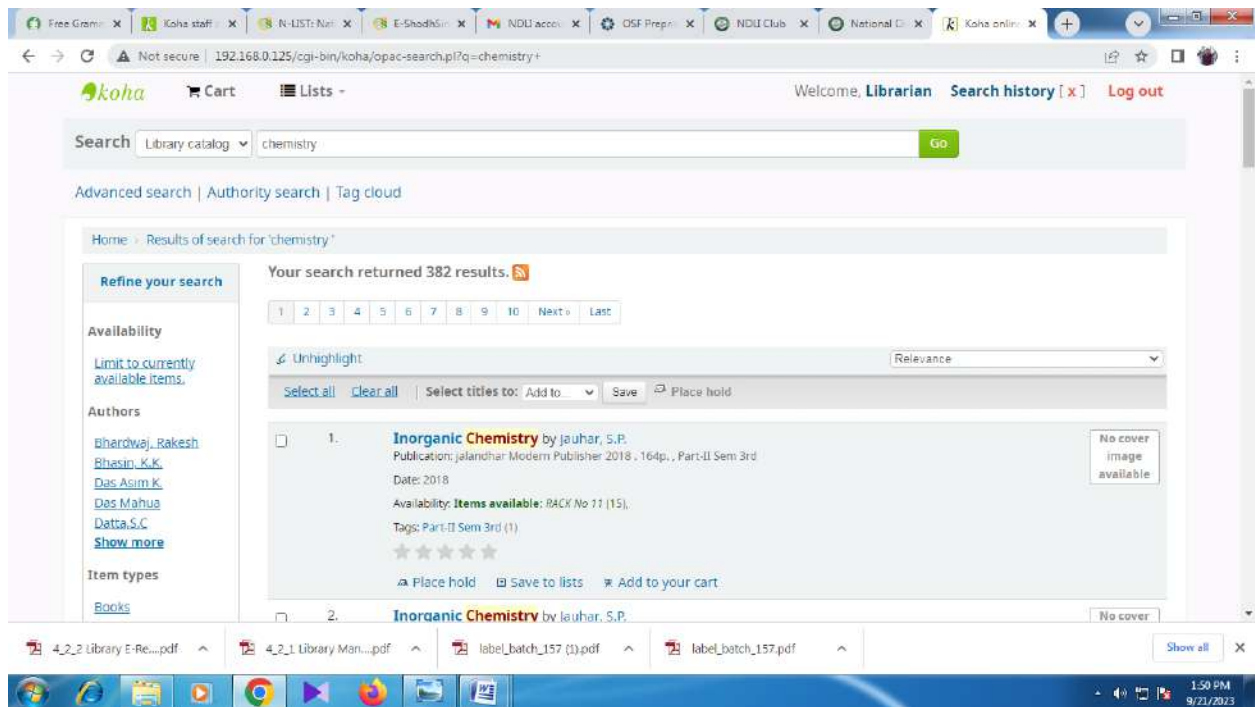 Free Gramm
Koha staff
N-LIST: Nat
E-ShodhSin
NDLI accou
OSF Prepri
NDLI Club
National Di
Koha online
Not secure | 192.168.0.125/cgi-bin/koha/opac-search.pl?q=chemistry+
koha Cart Lists
Welcome, Librarian Search history [ x ] Log out
Search Library catalog chemistry Go
Advanced search | Authority search | Tag cloud
Home › Results of search for 'chemistry '
Refine your search
Availability
Limit to currently
available items.
Authors
Bhardwaj, Rakesh
Bhasin, K.K.
Das Asim K.
Das Mahua
Datta,S.C
Show more
Item types
Books
Your search returned 382 results.
1 2 3 4 5 6 7 8 9 10 Next» Last
Unhighlight Relevance
Select all Clear all | Select titles to: Add to... Save Place hold
1. Inorganic Chemistry by Jauhar, S.P.
Publication: jalandhar Modern Publisher 2018 . 164p. , Part-II Sem 3rd
Date: 2018
Availability: Items available: RACK No 11 (15),
Tags: Part-II Sem 3rd (1)
Place hold Save to lists Add to your cart
No cover
image
available
2. Inorganic Chemistry by Jauhar, S.P.
No cover
4_2_2 Library E-Re....pdf
4_2_1 Library Man....pdf
label_batch_157 (1).pdf
label_batch_157.pdf
Show all X
1:50 PM
9/21/2023